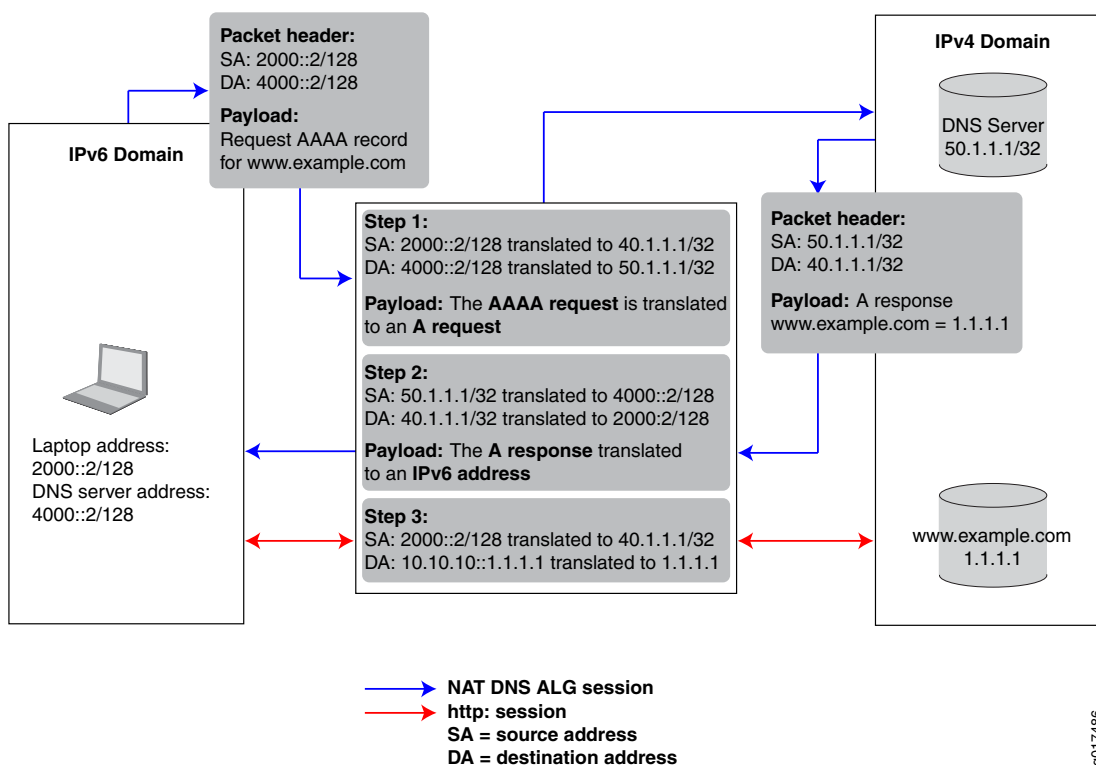 Packet header:
SA: 2000::2/128
DA: 4000::2/128
Payload:
Request AAAA record
for www.example.com
IPv6 Domain
Laptop address:
2000::2/128
DNS server address:
4000::2/128
Step 1:
SA: 2000::2/128 translated to 40.1.1.1/32
DA: 4000::2/128 translated to 50.1.1.1/32
Payload: The AAAA request is translated
to an A request
Step 2:
SA: 50.1.1.1/32 translated to 4000::2/128
DA: 40.1.1.1/32 translated to 2000:2/128
Payload: The A response translated
to an IPv6 address
Step 3:
SA: 2000::2/128 translated to 40.1.1.1/32
DA: 10.10.10::1.1.1.1 translated to 1.1.1.1
IPv4 Domain
DNS Server
50.1.1.1/32
Packet header:
SA: 50.1.1.1/32
DA: 40.1.1.1/32
Payload: A response
www.example.com = 1.1.1.1
www.example.com
1.1.1.1
NAT DNS ALG session
http: session
SA = source address
DA = destination address
g017486